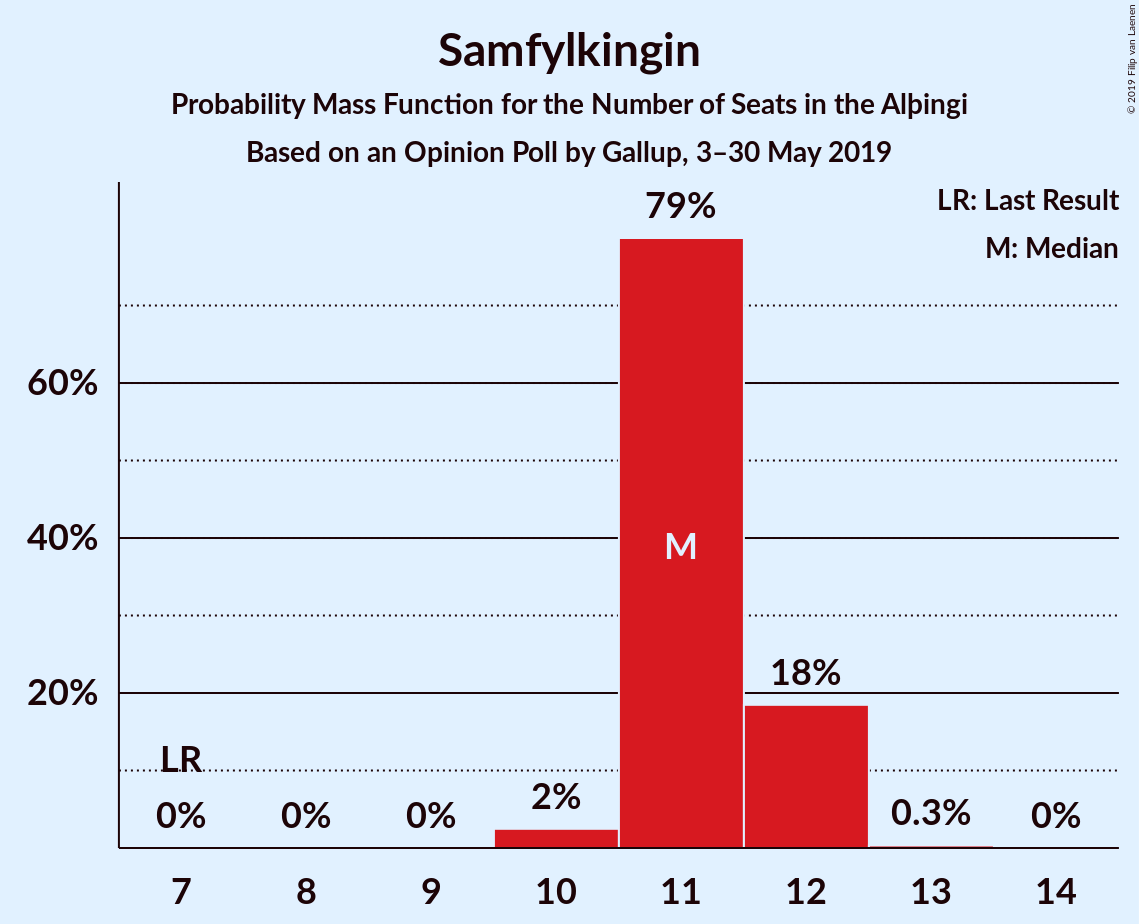 Samfylkingin
Probability Mass Function for the Number of Seats in the Alþingi
Based on an Opinion Poll by Gallup, 3–30 May 2019
© 2019 Filip van Laenen
LR: Last Result
M: Median
79%
60%
40%
M
18%
20%
LR
0% 0% 0% 2% 0.3% 0%
7 8 9 10 11 12 13 14